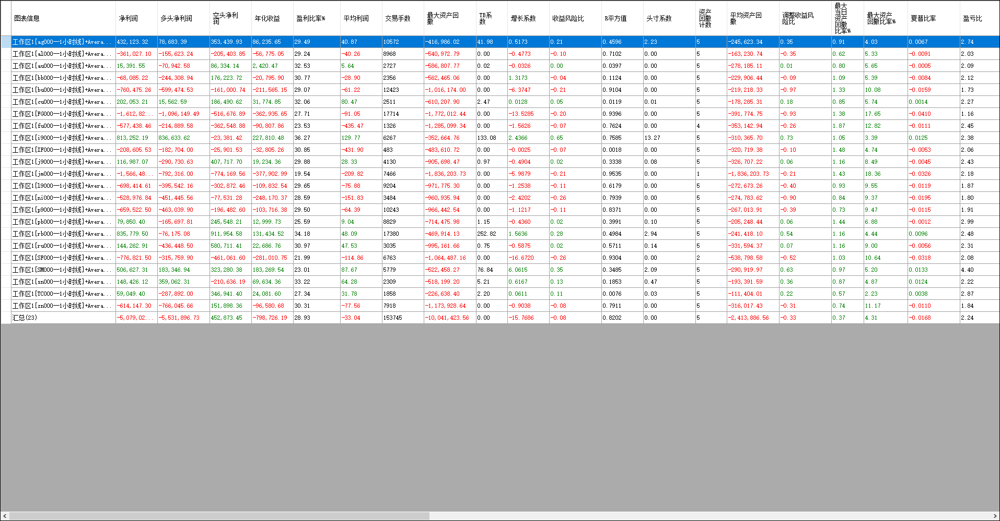 图表信息 净利润 多头净利润 空头净利润 年化收益 盈利比率% 平均利润 交易手数 最大资产回撤 TB系数 增长系数 收益风险比 R平方值 头寸系数 资产回撤计数 平均资产回撤 调整收益风险比 最大当日资产回撤比率% 最大资产回撤比率% 夏普比率 盈亏比
工作区1[ag000—1小时线]+Avera... 432,123.32 78,683.39 353,439.93 86,235.65 29.49 40.87 10572 -416,986.02 41.98 0.5173 0.21 0.4596 2.23 5 -245,623.34 0.35 0.91 4.03 0.0067 2.74
工作区1[al000—1小时线]+Avera... -361,027.10 -155,623.24 -205,403.85 -56,775.05 29.24 -40.26 8968 -540,972.79 0.00 -0.4773 -0.10 0.7102 0.00 5 -163,230.74 -0.35 0.62 5.33 -0.0091 2.03
工作区1[au000—1小时线]+Avera... 15,391.55 -70,942.58 86,334.14 2,420.47 32.53 5.64 2727 -586,807.77 0.02 -0.0326 0.00 0.0397 0.00 5 -278,185.11 0.01 0.80 5.65 -0.0005 2.09
工作区1[bb000—1小时线]+Avera... -68,085.22 -244,308.94 176,223.72 -20,795.90 30.77 -28.90 2356 -562,465.06 0.00 1.3173 -0.04 0.1124 0.00 5 -229,906.44 -0.09 1.09 5.39 -0.0084 2.12
工作区1[bu000—1小时线]+Avera... -760,475.26 -599,474.53 -161,000.74 -211,565.15 29.07 -61.22 12423 -1,016,174.00 0.00 -6.3747 -0.21 0.9104 0.00 5 -219,218.33 -0.97 1.33 10.08 -0.0159 1.73
工作区1[cu000—1小时线]+Avera... 202,053.21 15,562.59 186,490.62 31,774.85 32.06 80.47 2511 -610,207.90 2.47 0.0128 0.05 0.0119 0.01 5 -178,285.31 0.18 0.85 5.74 0.0014 2.27
工作区1[FG000—1小时线]+Avera... -1,612,82... -1,096,149.49 -516,676.89 -362,935.65 27.71 -91.05 17714 -1,772,012.44 0.00 -13.5285 -0.20 0.9396 0.00 5 -391,774.75 -0.93 1.38 17.65 -0.0410 1.16
工作区1[fu000—1小时线]+Avera... -577,438.46 -214,889.58 -362,548.88 -90,807.86 23.53 -435.47 1326 -1,285,099.34 0.00 -1.5626 -0.07 0.7624 0.00 4 -353,142.94 -0.26 1.87 12.82 -0.0111 2.45
工作区1[i9000—1小时线]+Avera... 813,252.19 836,633.62 -23,381.42 227,810.48 36.27 129.77 6267 -352,664.76 133.08 2.4366 0.65 0.7585 13.27 5 -310,365.70 0.73 1.05 3.39 0.0125 2.38
工作区1[IF000—1小时线]+Avera... -208,605.53 -182,704.00 -25,901.53 -32,805.26 30.85 -431.90 483 -483,610.72 0.00 -0.0025 -0.07 0.0018 0.00 5 -320,719.38 -0.10 1.48 4.74 -0.0053 2.06
工作区1[j9000—1小时线]+Avera... 116,987.07 -290,730.63 407,717.70 19,234.36 29.88 28.33 4130 -905,698.47 0.97 -0.4904 0.02 0.3338 0.08 5 -326,707.22 0.06 1.16 8.49 -0.0045 2.43
工作区1[jm000—1小时线]+Avera... -1,566,48... -792,316.00 -774,169.56 -377,902.99 19.54 -209.82 7466 -1,836,203.73 0.00 -5.9879 -0.21 0.9535 0.00 1 -1,836,203.73 -0.21 1.43 18.36 -0.0326 2.18
工作区1[l9000—1小时线]+Avera... -698,414.61 -395,542.16 -302,872.46 -109,832.54 29.65 -75.88 9204 -971,775.30 0.00 -1.2538 -0.11 0.6179 0.00 5 -272,673.26 -0.40 0.93 9.55 -0.0119 1.87
工作区1[ni000—1小时线]+Avera... -528,976.84 -451,445.56 -77,531.28 -248,170.37 28.59 -151.83 3484 -960,935.94 0.00 -2.4202 -0.26 0.7939 0.00 5 -274,783.62 -0.90 0.84 9.37 -0.0195 1.80
工作区1[p9000—1小时线]+Avera... -659,522.50 -463,039.90 -196,482.60 -103,716.38 29.50 -64.39 10243 -966,442.54 0.00 -1.1217 -0.11 0.8371 0.00 5 -267,013.91 -0.39 0.73 9.47 -0.0115 1.91
工作区1[pb000—1小时线]+Avera... 79,850.40 -165,697.81 245,548.21 12,999.73 25.59 9.04 8829 -714,475.98 1.15 -0.4360 0.02 0.3991 0.10 5 -205,248.44 0.06 1.44 6.88 -0.0012 2.99
工作区1[rb000—1小时线]+Avera... 835,779.50 -76,175.08 911,954.58 131,434.52 34.18 48.09 17380 -469,914.13 252.82 1.5636 0.28 0.4984 2.94 5 -241,418.10 0.54 1.16 4.44 0.0096 2.48
工作区1[ru000—1小时线]+Avera... 144,262.91 -436,448.50 580,711.41 22,686.76 30.97 47.53 3035 -995,161.66 0.75 -0.5875 0.02 0.5711 0.14 5 -331,594.37 0.07 1.16 9.00 -0.0056 2.31
工作区1[SF000—1小时线]+Avera... -776,821.50 -315,759.90 -461,061.60 -281,010.75 21.99 -114.86 6763 -1,064,487.16 0.00 -16.6720 -0.26 0.9304 0.00 2 -538,798.58 -0.52 1.03 10.64 -0.0318 2.08
工作区1[SM000—1小时线]+Avera... 506,627.31 183,346.94 323,280.38 183,269.54 23.01 87.67 5779 -522,458.27 76.84 6.0615 0.35 0.3485 2.09 5 -290,919.97 0.63 0.97 5.20 0.0133 4.40
工作区1[sn000—1小时线]+Avera... 148,426.12 359,062.31 -210,636.19 69,634.36 33.22 64.28 2309 -518,199.20 5.21 0.6167 0.13 0.1853 0.47 5 -193,391.59 0.36 0.87 4.87 0.0124 2.22
工作区1[TC000—1小时线]+Avera... 59,049.40 -287,892.00 346,941.40 24,081.60 27.34 31.78 1858 -226,638.40 2.20 0.0611 0.11 0.0076 0.03 5 -111,404.01 0.22 0.57 2.23 0.0038 2.87
工作区1[zn000—1小时线]+Avera... -614,147.30 -766,045.66 151,898.36 -96,580.68 30.31 -77.56 7918 -1,173,928.64 0.00 -0.9038 -0.08 0.7911 0.00 5 -316,017.43 -0.31 0.74 11.17 -0.0110 1.84
汇总(23) -5,079,02... -5,531,896.73 452,873.45 -798,726.19 28.93 -33.04 153745 -10,041,423.56 0.00 -15.7686 -0.08 0.8202 0.00 5 -2,413,886.56 -0.33 0.37 4.31 -0.0168 2.24